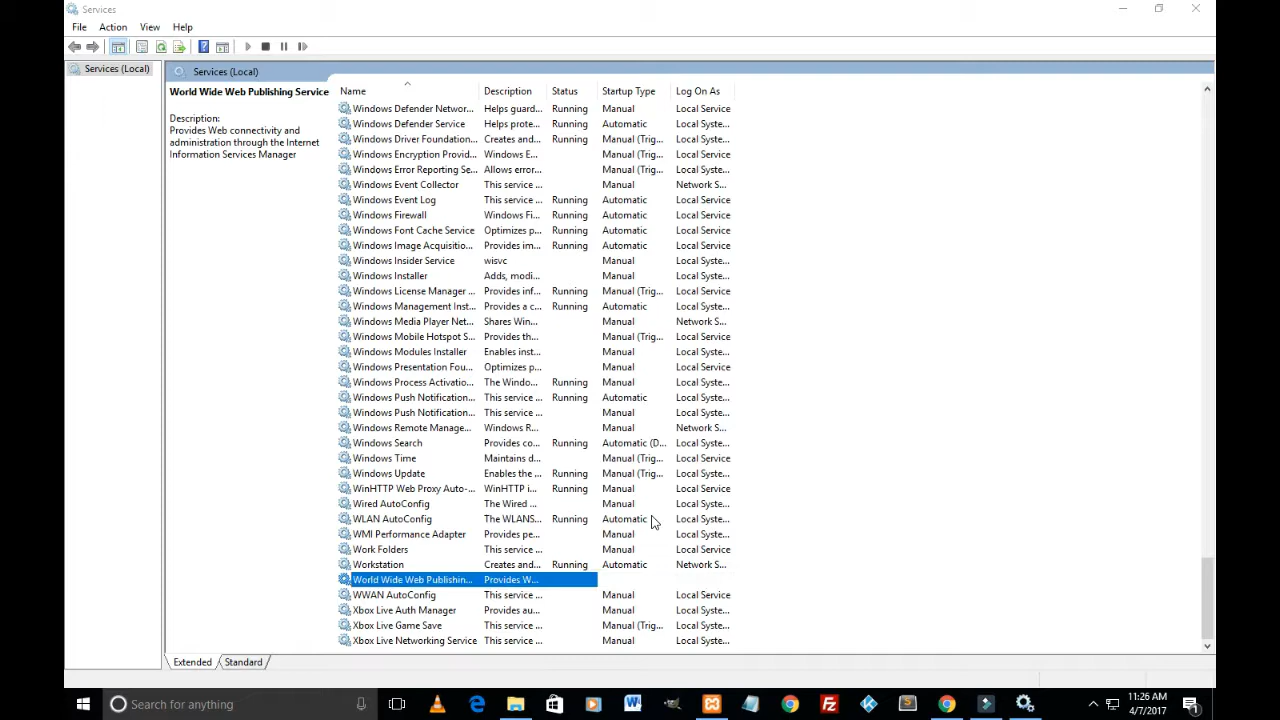 Services
File Action View Help
Services (Local)
Services (Local)
World Wide Web Publishing Service
Description:
Provides Web connectivity and
administration through the Internet
Information Services Manager
Name Description Status Startup Type Log On As
Windows Defender Networ... Helps guard... Running Manual Local Service
Windows Defender Service Helps prote... Running Automatic Local Syste...
Windows Driver Foundation... Creates and... Running Manual (Trig... Local Syste...
Windows Encryption Provid... Windows E... Manual (Trig... Local Service
Windows Error Reporting Se... Allows error... Manual (Trig... Local Syste...
Windows Event Collector This service ... Manual Network S...
Windows Event Log This service ... Running Automatic Local Service
Windows Firewall Windows Fi... Running Automatic Local Service
Windows Font Cache Service Optimizes p... Running Automatic Local Service
Windows Image Acquisitio... Provides im... Running Automatic Local Service
Windows Insider Service wisvc Manual Local Syste...
Windows Installer Adds, modi... Manual Local Syste...
Windows License Manager ... Provides inf... Running Manual (Trig... Local Service
Windows Management Inst... Provides a c... Running Automatic Local Syste...
Windows Media Player Net... Shares Win... Manual Network S...
Windows Mobile Hotspot S... Provides th... Manual (Trig... Local Service
Windows Modules Installer Enables inst... Manual Local Syste...
Windows Presentation Fou... Optimizes p... Manual Local Service
Windows Process Activatio... The Windo... Running Manual Local Syste...
Windows Push Notification... This service ... Running Automatic Local Syste...
Windows Push Notification... This service ... Manual Local Syste...
Windows Remote Manage... Windows R... Manual Network S...
Windows Search Provides co... Running Automatic (D... Local Syste...
Windows Time Maintains d... Manual (Trig... Local Service
Windows Update Enables the ... Running Manual (Trig... Local Syste...
WinHTTP Web Proxy Auto-... WinHTTP i... Running Manual Local Service
Wired AutoConfig The Wired ... Manual Local Syste...
WLAN AutoConfig The WLANS... Running Automatic Local Syste...
WMI Performance Adapter Provides pe... Manual Local Syste...
Work Folders This service ... Manual Local Service
Workstation Creates and... Running Automatic Network S...
World Wide Web Publishin... Provides W...
WWAN AutoConfig This service ... Manual Local Service
Xbox Live Auth Manager Provides au... Manual Local Syste...
Xbox Live Game Save This service ... Manual (Trig... Local Syste...
Xbox Live Networking Service This service ... Manual Local Syste...
Extended Standard
Search for anything
11:26 AM
4/7/2017